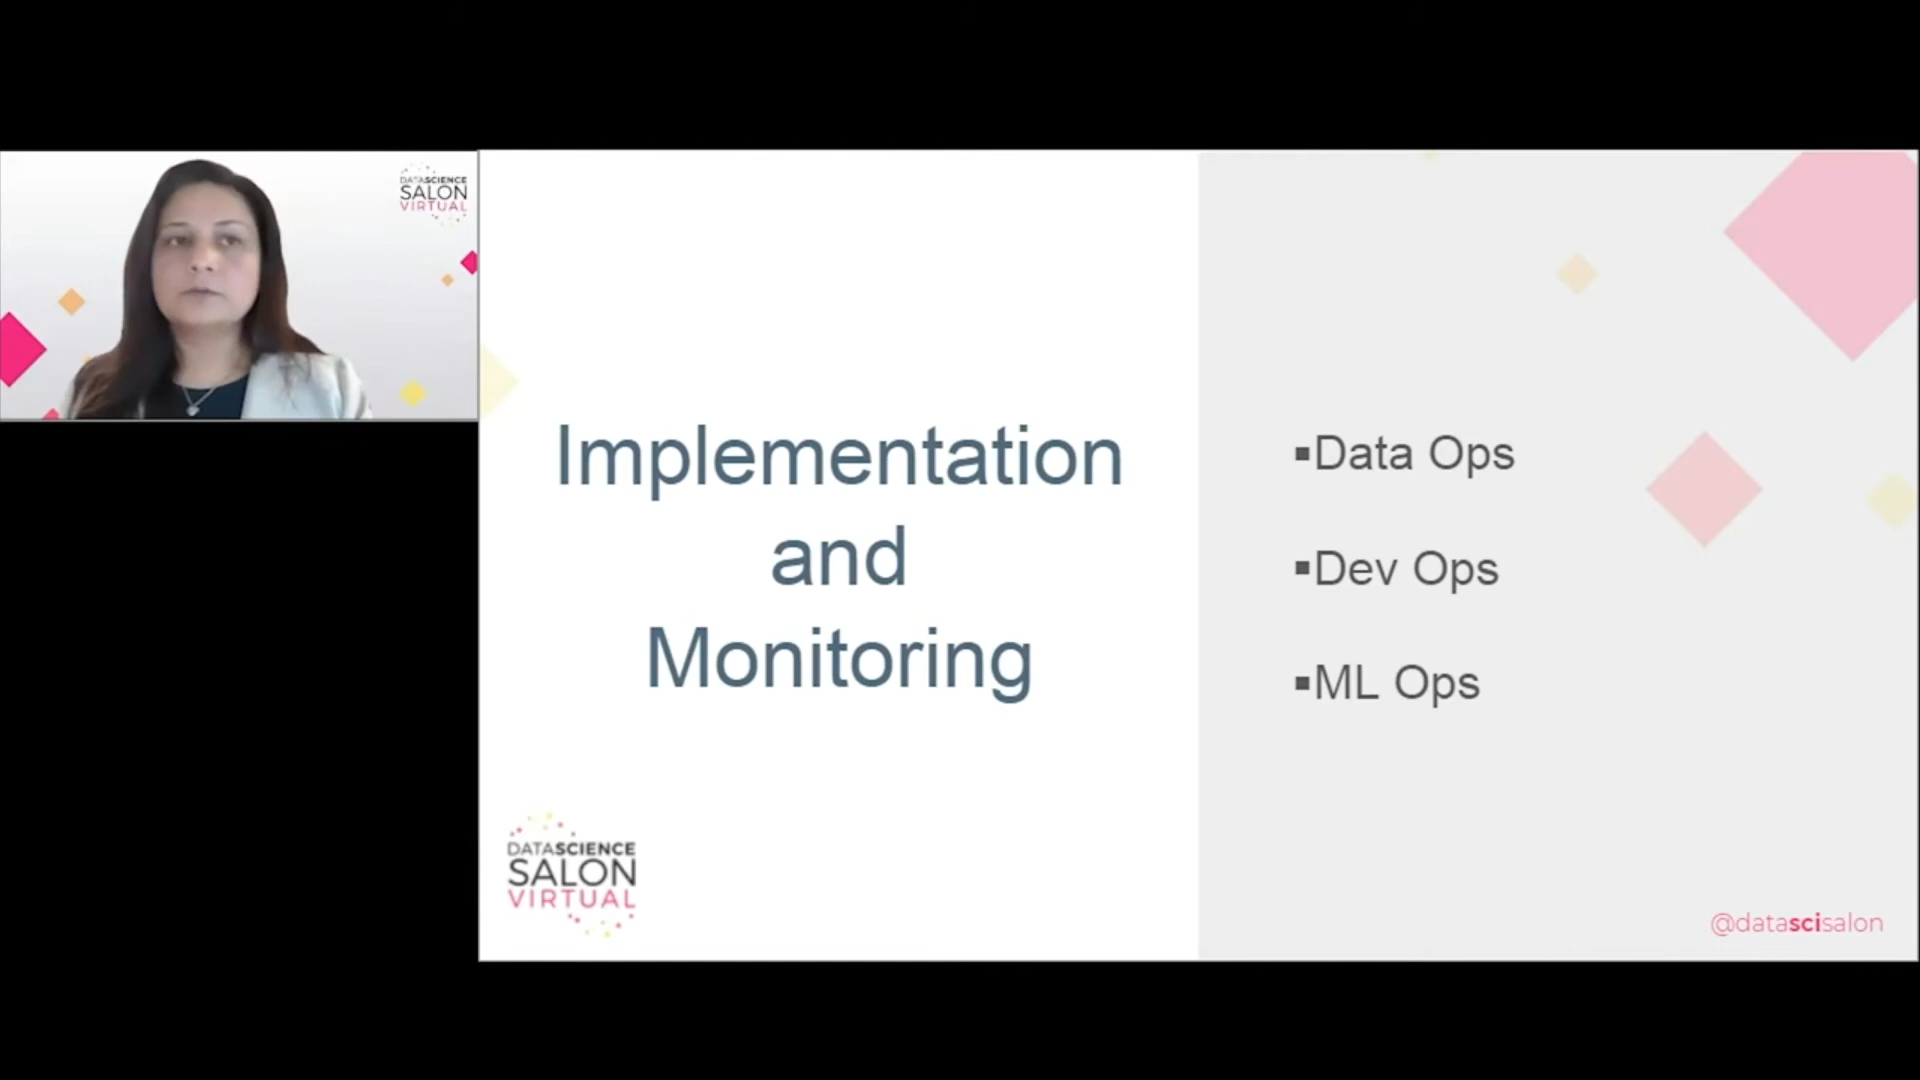 DATASCIENCE
SALON
VIRTUAL
Implementation
and
Monitoring
▪Data Ops
▪Dev Ops
▪ML Ops
DATASCIENCE
SALON
VIRTUAL
@datascisalon